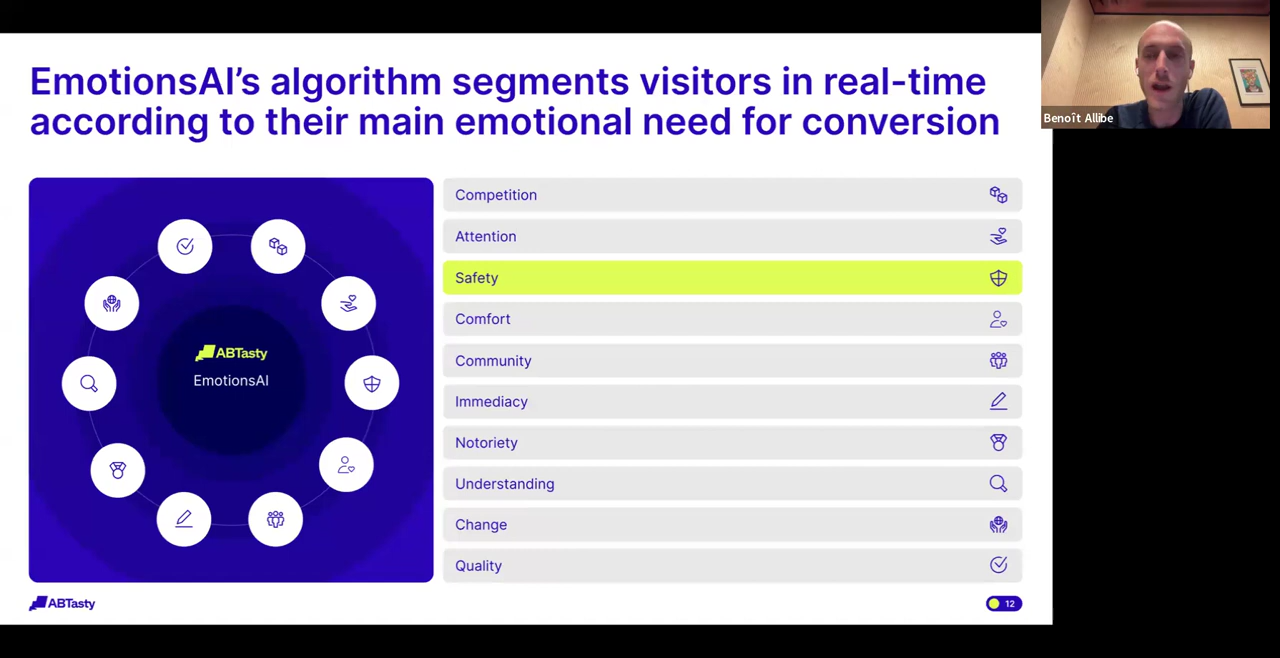 EmotionsAI’s algorithm segments visitors in real-time
according to their main emotional need for conversion
Benoît Allibe
ABTasty
EmotionsAI
Competition
Attention
Safety
Comfort
Community
Immediacy
Notoriety
Understanding
Change
Quality
ABTasty
12